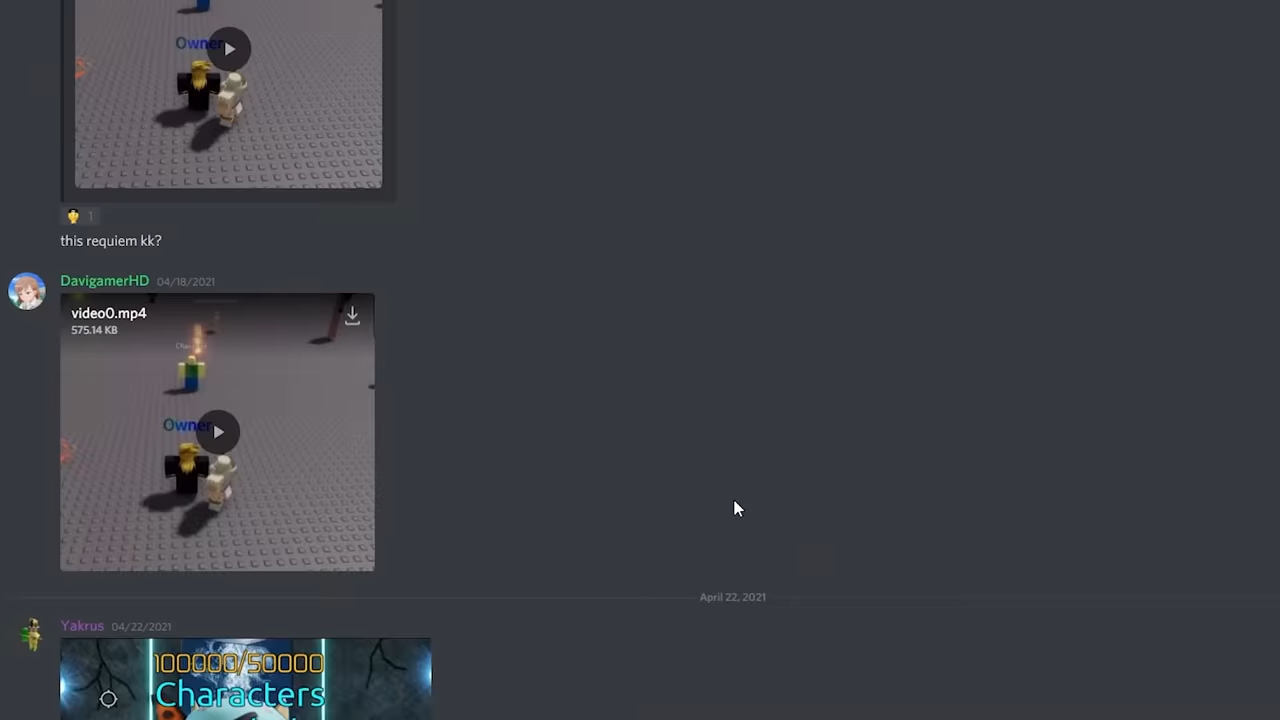 Owner
1
this requiem kk?
DavigamerHD 04/18/2021
video0.mp4
575.14 KB
Owner
April 22, 2021
Yakrus 04/22/2021
100000/50000
Characters